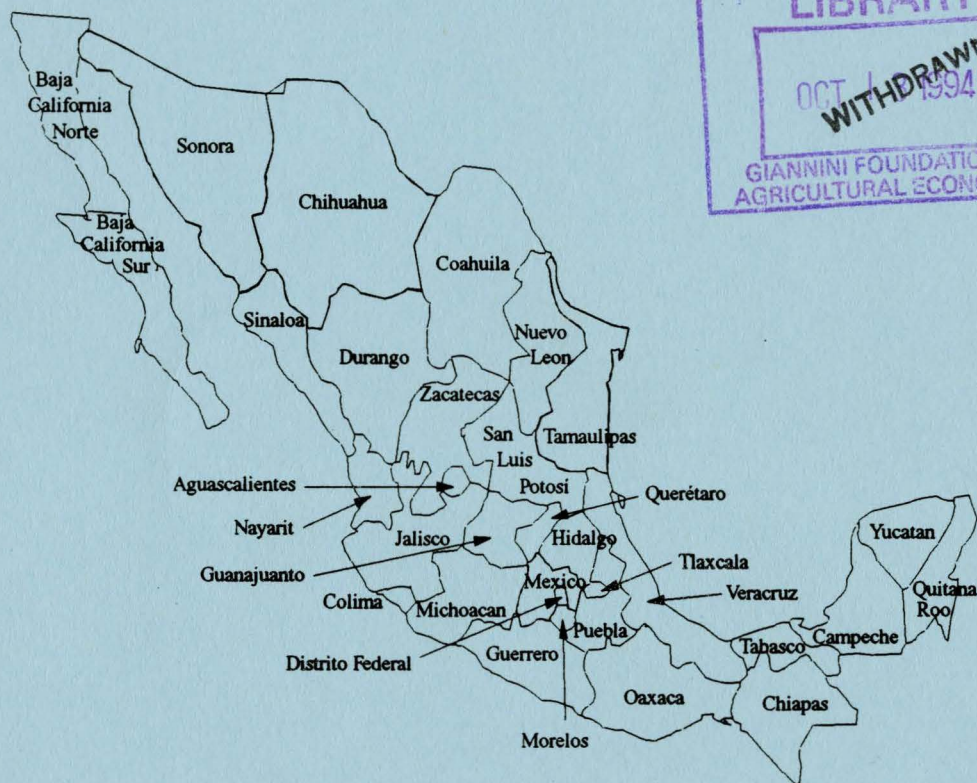 LIBRARY
OCT 1994
WITHDRAWN
GIANNINI FOUNDATION
AGRICULTURAL ECON
Baja
California
Norte
Sonora
Chihuahua
Baja
California
Sur
Coahuila
Sinaloa
Nuevo
Leon
Durango
Zacatecas
San
Luis
Potosi
Tamaulipas
Aguascalientes
Querétaro
Nayarit
Jalisco
Hidalgo
Yucatan
Guanajuanto
Mexico
Tlaxcala
Quitana
Roo
Colima
Michoacan
Veracruz
Puebla
Tabasco
Campeche
Distrito Federal
Guerrero
Oaxaca
Chiapas
Morelos